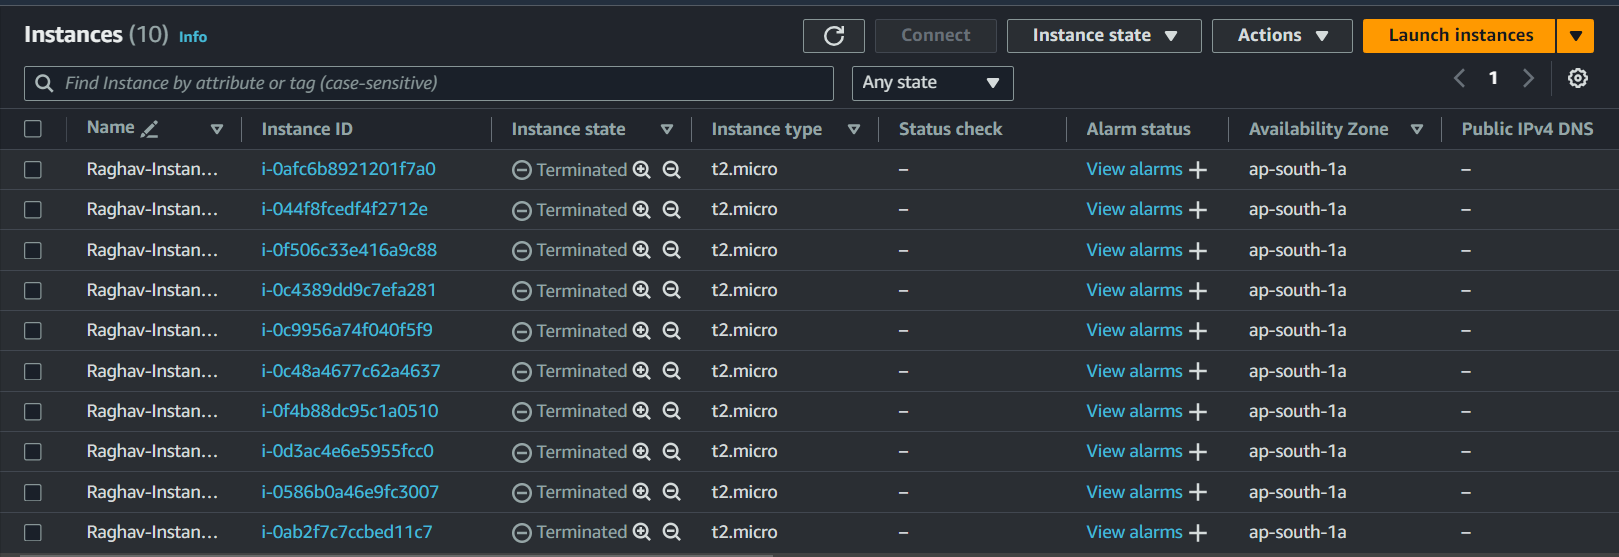 Instances (10) Info Connect Instance state Actions Launch instances
Find Instance by attribute or tag (case-sensitive) Any state 1
Name Instance ID Instance state Instance type Status check Alarm status Availability Zone Public IPv4 DNS
Raghav-Instan... i-0afc6b8921201f7a0 Terminated t2.micro – View alarms + ap-south-1a –
Raghav-Instan... i-044f8fcedf4f2712e Terminated t2.micro – View alarms + ap-south-1a –
Raghav-Instan... i-0f506c33e416a9c88 Terminated t2.micro – View alarms + ap-south-1a –
Raghav-Instan... i-0c4389dd9c7efa281 Terminated t2.micro – View alarms + ap-south-1a –
Raghav-Instan... i-0c9956a74f040f5f9 Terminated t2.micro – View alarms + ap-south-1a –
Raghav-Instan... i-0c48a4677c62a4637 Terminated t2.micro – View alarms + ap-south-1a –
Raghav-Instan... i-0f4b88dc95c1a0510 Terminated t2.micro – View alarms + ap-south-1a –
Raghav-Instan... i-0d3ac4e6e5955fcc0 Terminated t2.micro – View alarms + ap-south-1a –
Raghav-Instan... i-0586b0a46e9fc3007 Terminated t2.micro – View alarms + ap-south-1a –
Raghav-Instan... i-0ab2f7c7ccbed11c7 Terminated t2.micro – View alarms + ap-south-1a –